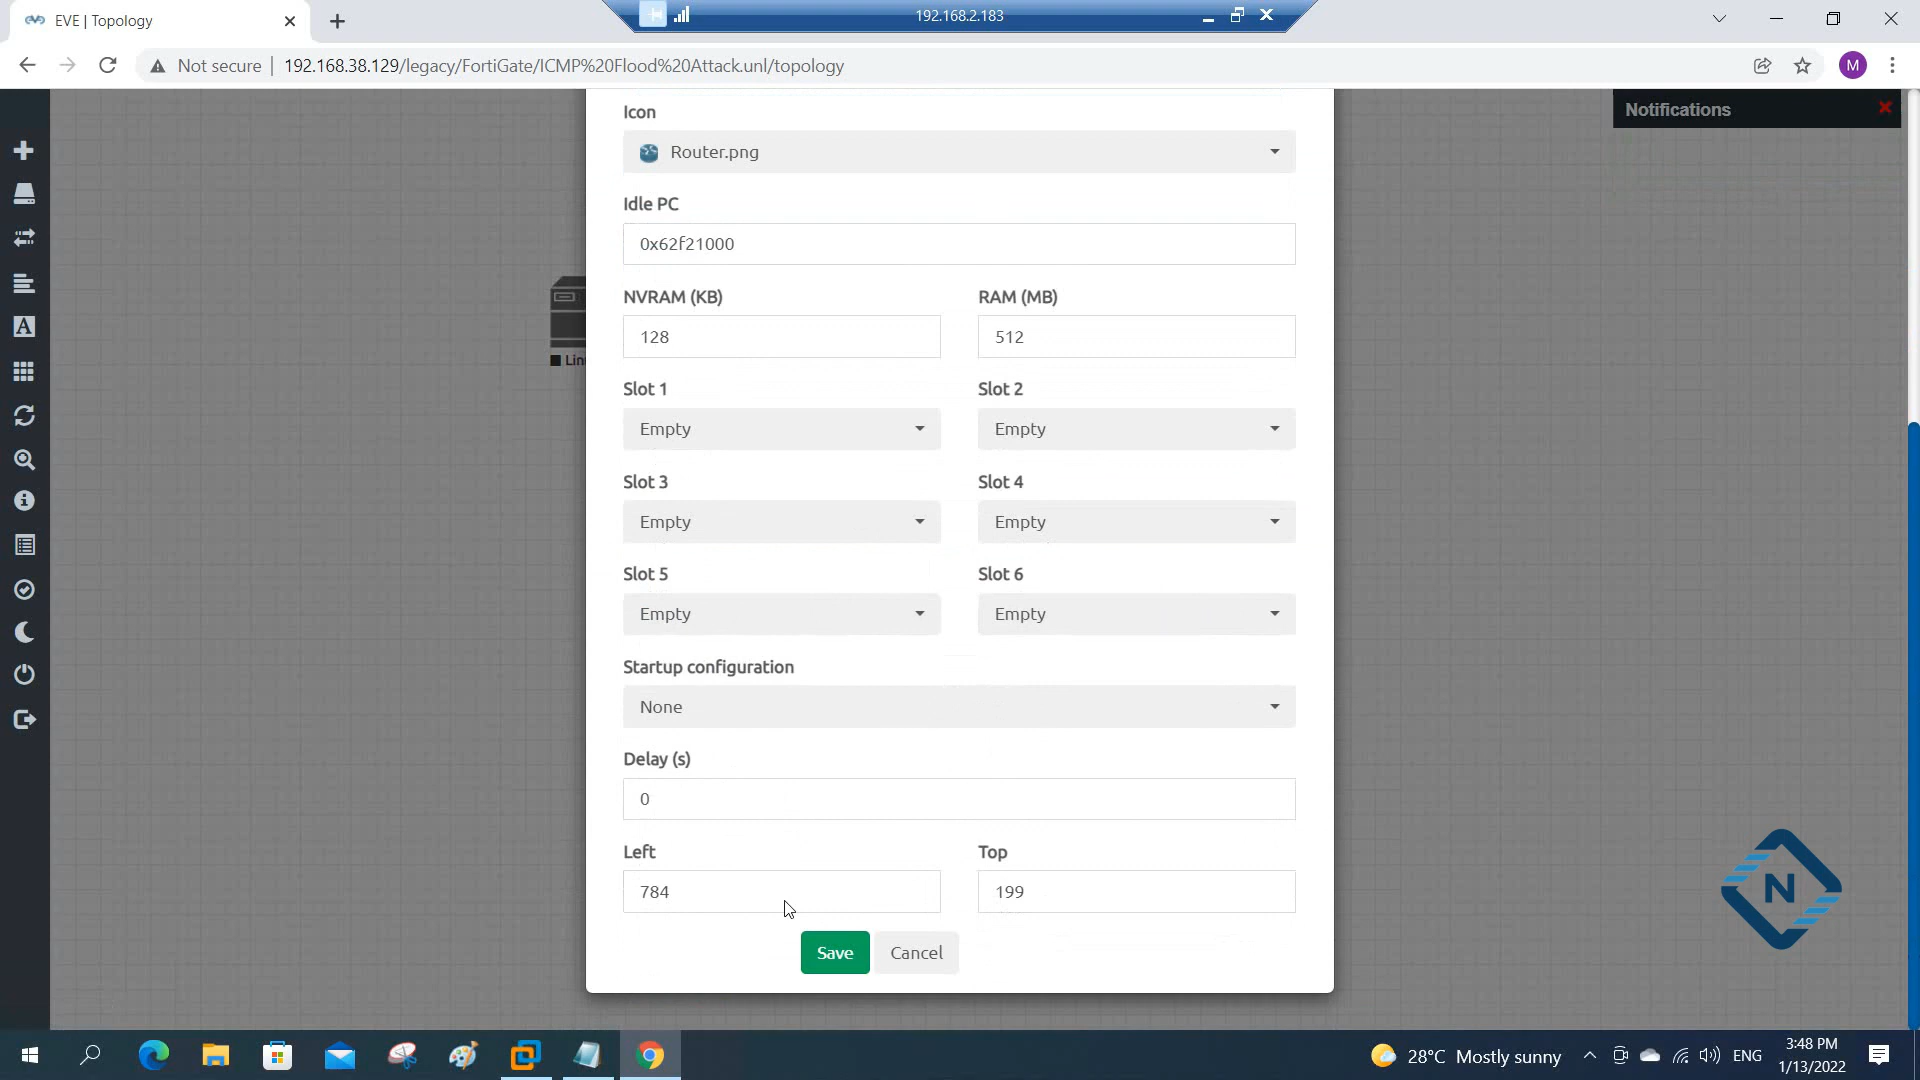 EVE | Topology
192.168.2.183
Not secure
192.168.38.129/legacy/FortiGate/ICMP%20Flood%20Attack.unl/topology
M
Notifications
Icon
Router.png
Idle PC
0x62f21000
NVRAM (KB)
RAM (MB)
128
512
Slot 1
Slot 2
Empty
Empty
Slot 3
Slot 4
Empty
Empty
Slot 5
Slot 6
Empty
Empty
Startup configuration
None
Delay (s)
0
Left
Top
784
199
Save
Cancel
N
28°C Mostly sunny
ENG
3:48 PM
1/13/2022